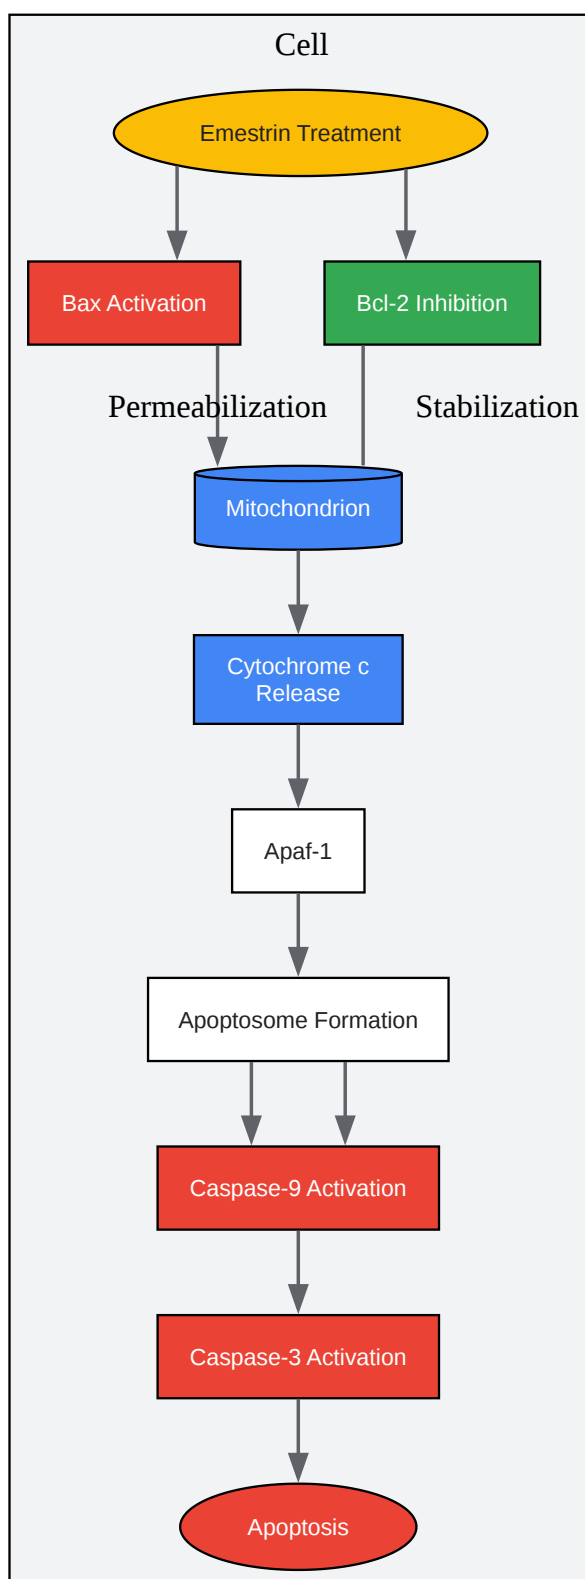 Cell
Emestrin Treatment
Bax Activation
Bcl-2 Inhibition
Permeabilization
Stabilization
Mitochondrion
Cytochrome c
Release
Apaf-1
Apoptosome Formation
Caspase-9 Activation
Caspase-3 Activation
Apoptosis